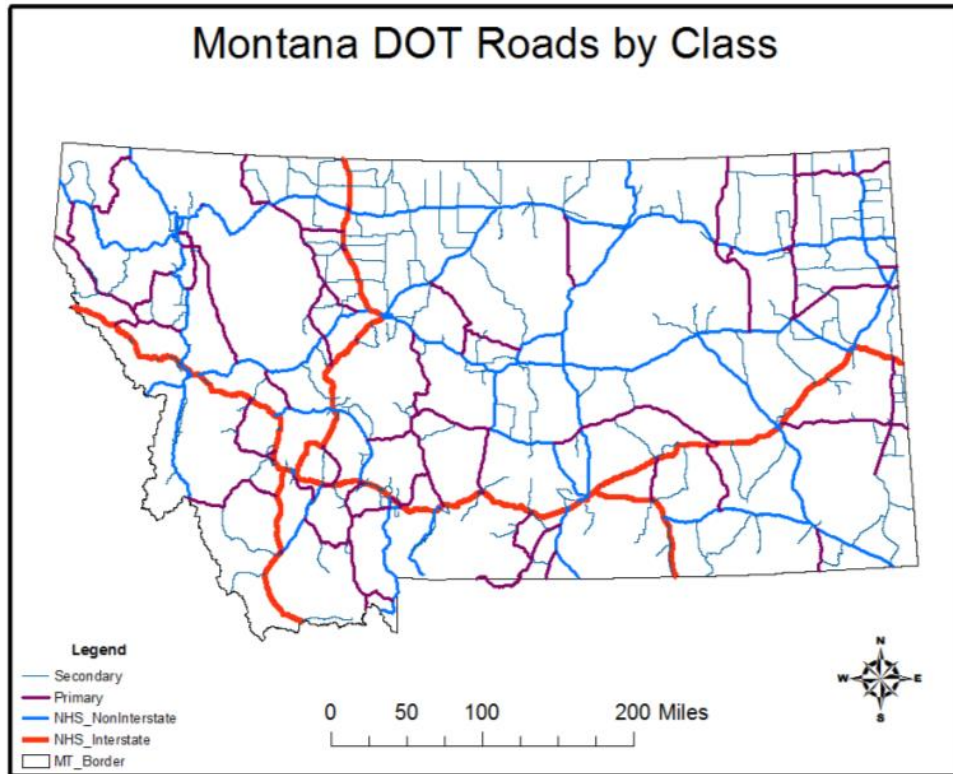 Montana DOT Roads by Class
Legend
Secondary
Primary
NHS_NonInterstate
NHS_Interstate
MT_Border
0 50 100 200 Miles
N
W E
S